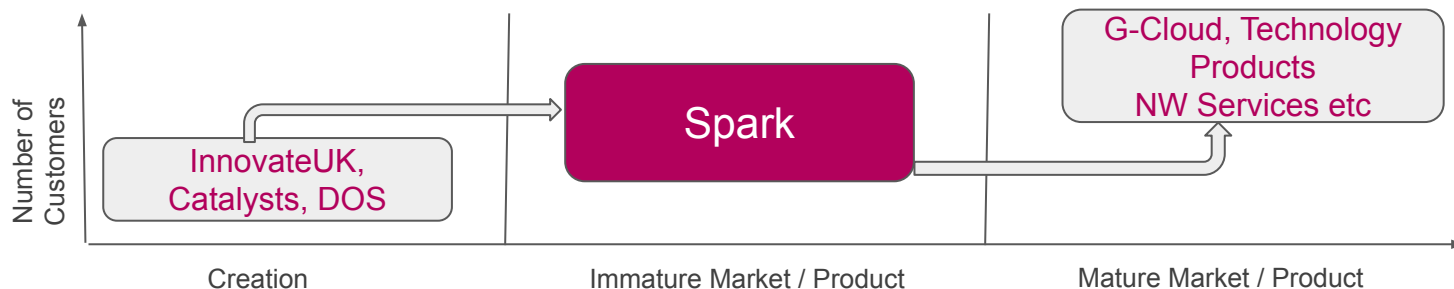 Number of
Customers
InnovateUK,
Catalysts, DOS
Spark
G-Cloud, Technology
Products
NW Services etc
Creation
Immature Market / Product
Mature Market / Product